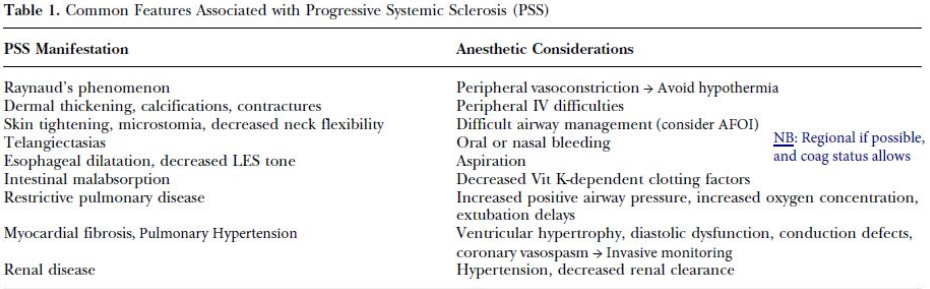 Table 1. Common Features Associated with Progressive Systemic Sclerosis (PSS)
PSS Manifestation Anesthetic Considerations
Raynaud's phenomenon Peripheral vasoconstriction → Avoid hypothermia
Dermal thickening, calcifications, contractures Peripheral IV difficulties
Skin tightening, microstomia, decreased neck flexibility Difficult airway management (consider AFOI)
Telangiectasias Oral or nasal bleeding
NB: Regional if possible,
and coag status allows
Esophageal dilatation, decreased LES tone Aspiration
Intestinal malabsorption Decreased Vit K-dependent clotting factors
Restrictive pulmonary disease Increased positive airway pressure, increased oxygen concentration,
extubation delays
Myocardial fibrosis, Pulmonary Hypertension Ventricular hypertrophy, diastolic dysfunction, conduction defects,
coronary vasospasm → Invasive monitoring
Renal disease Hypertension, decreased renal clearance